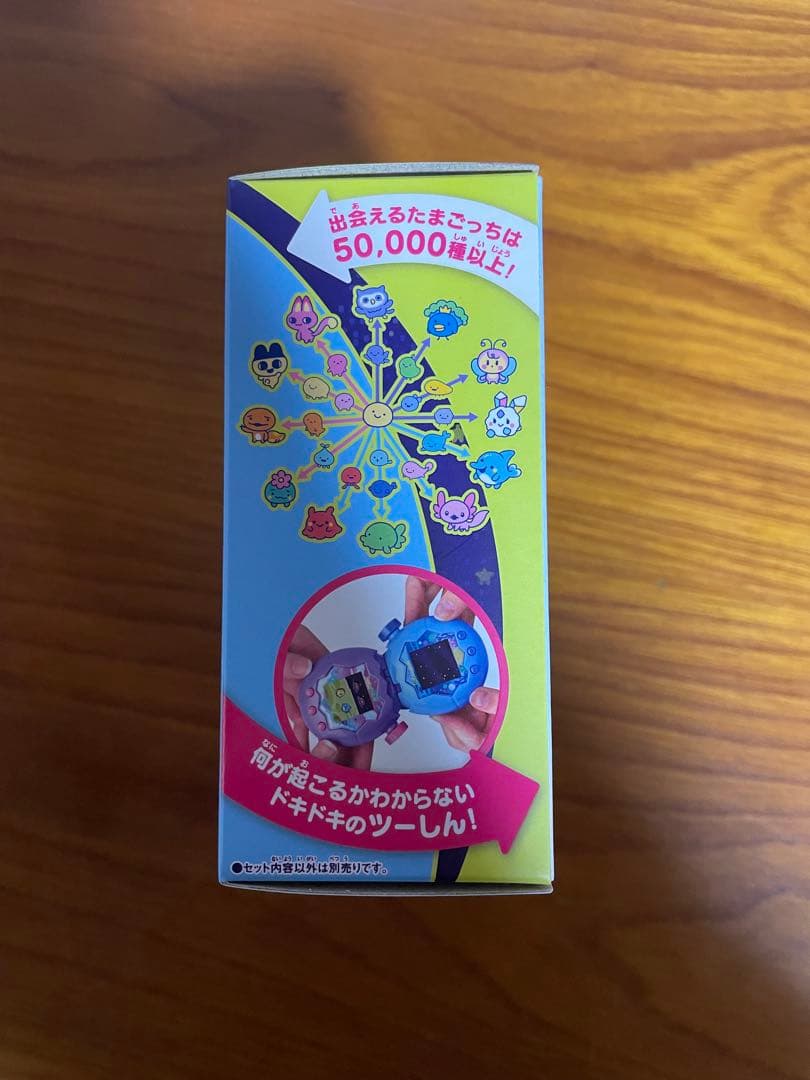 出会えるたまごっちは
50,000種以上!
何が起こるかわからない
ドキドキのツーしん!
●セット内容以外は別売りです。